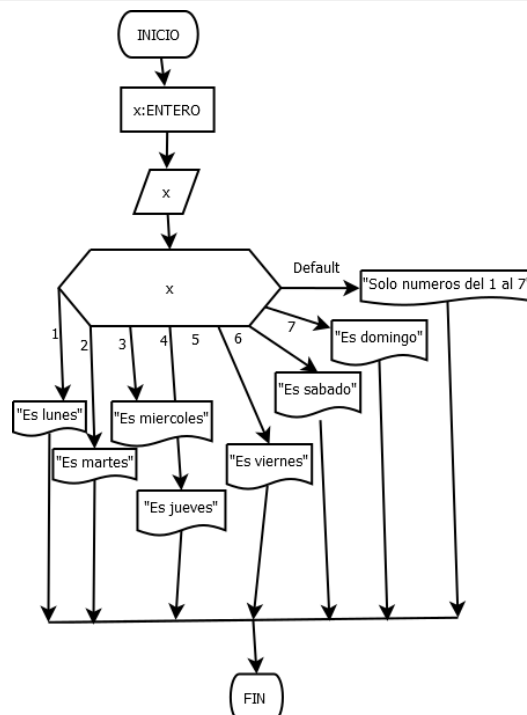 INICIO
x:ENTERO
x
x
Default
"Solo numeros del 1 al 7"
1
2
3
4
5
6
7
"Es domingo"
"Es sabado"
"Es lunes"
"Es miercoles"
"Es martes"
"Es viernes"
"Es jueves"
FIN